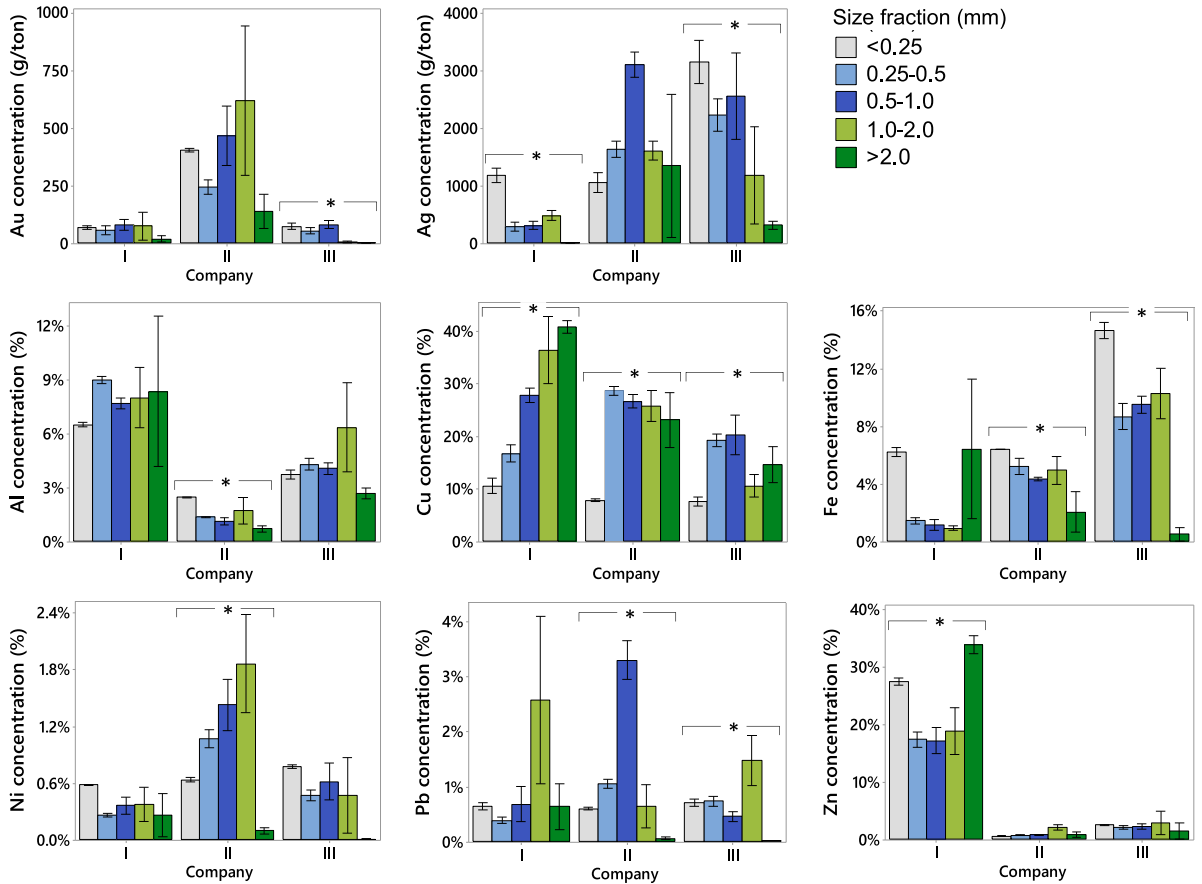 Au concentration (g/ton)
1000
750
500
250
0
*
I
II
III
Company
Ag concentration (g/ton)
4000
3000
2000
1000
0
*
*
I
II
III
Company
Size fraction (mm)
<0.25
0.25-0.5
0.5-1.0
1.0-2.0
>2.0
Al concentration (%)
12%
9%
6%
3%
0%
*
I
II
III
Company
Cu concentration (%)
40%
30%
20%
10%
0%
*
*
*
I
II
III
Company
Fe concentration (%)
16%
12%
8%
4%
0%
*
*
I
II
III
Company
Ni concentration (%)
2.4%
1.8%
1.2%
0.6%
0.0%
*
I
II
III
Company
Pb concentration (%)
4%
3%
2%
1%
0%
*
*
I
II
III
Company
Zn concentration (%)
40%
30%
20%
10%
0%
*
I
II
III
Company